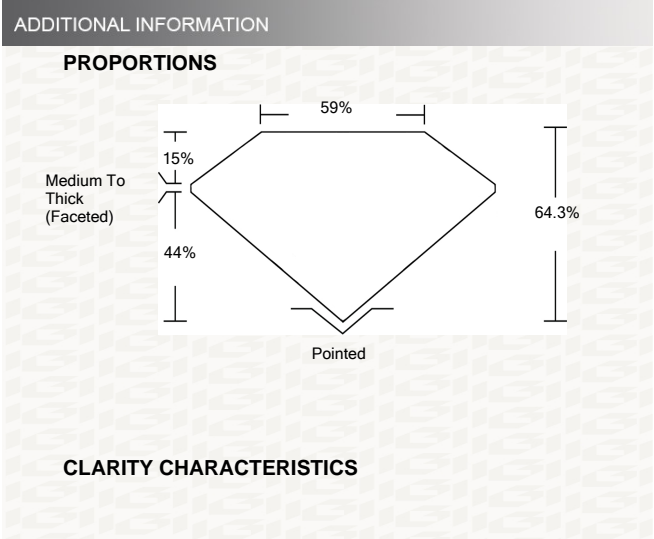 ADDITIONAL INFORMATION
PROPORTIONS
59%
15%
Medium To
Thick
(Faceted)
64.3%
44%
Pointed
CLARITY CHARACTERISTICS